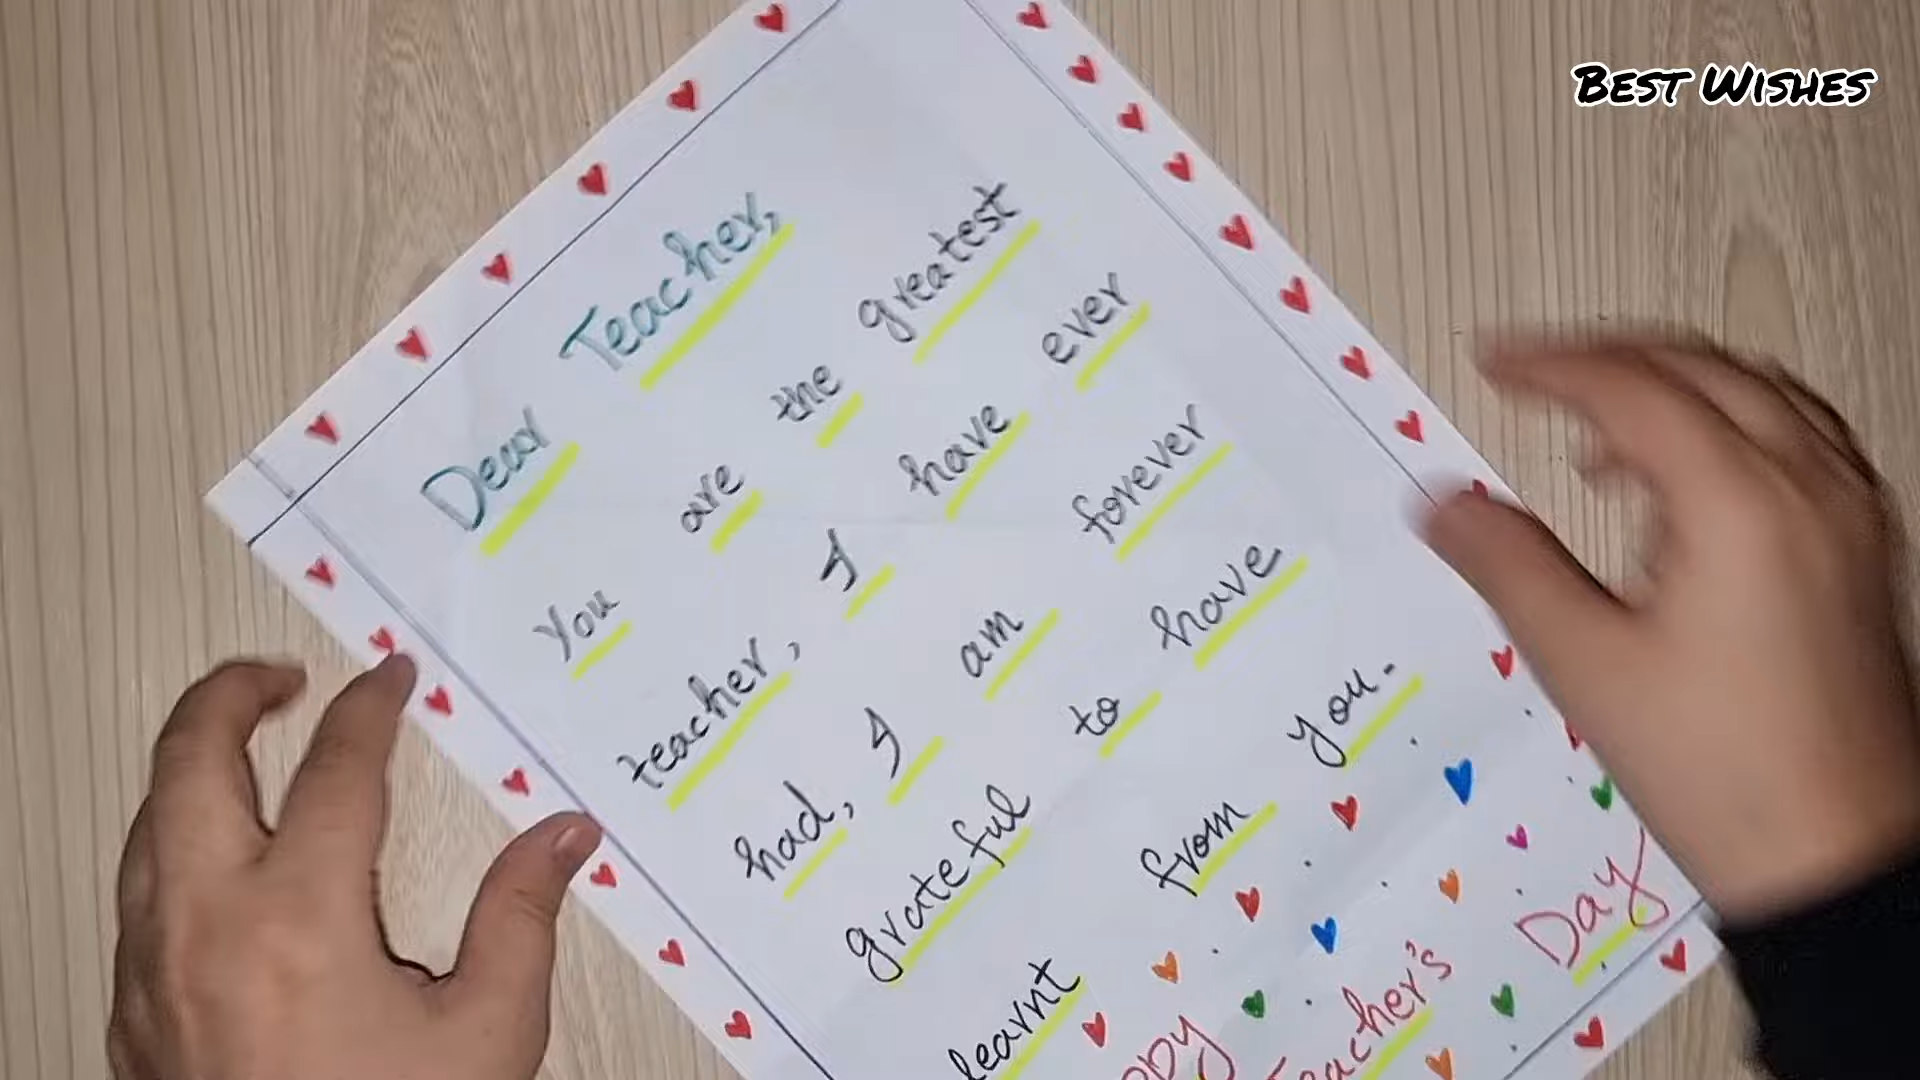 BEST WISHES
Dear Teacher,
You are the greatest
teacher, I have ever
had, I am forever
grateful to have
learnt from you.
Teacher's Day